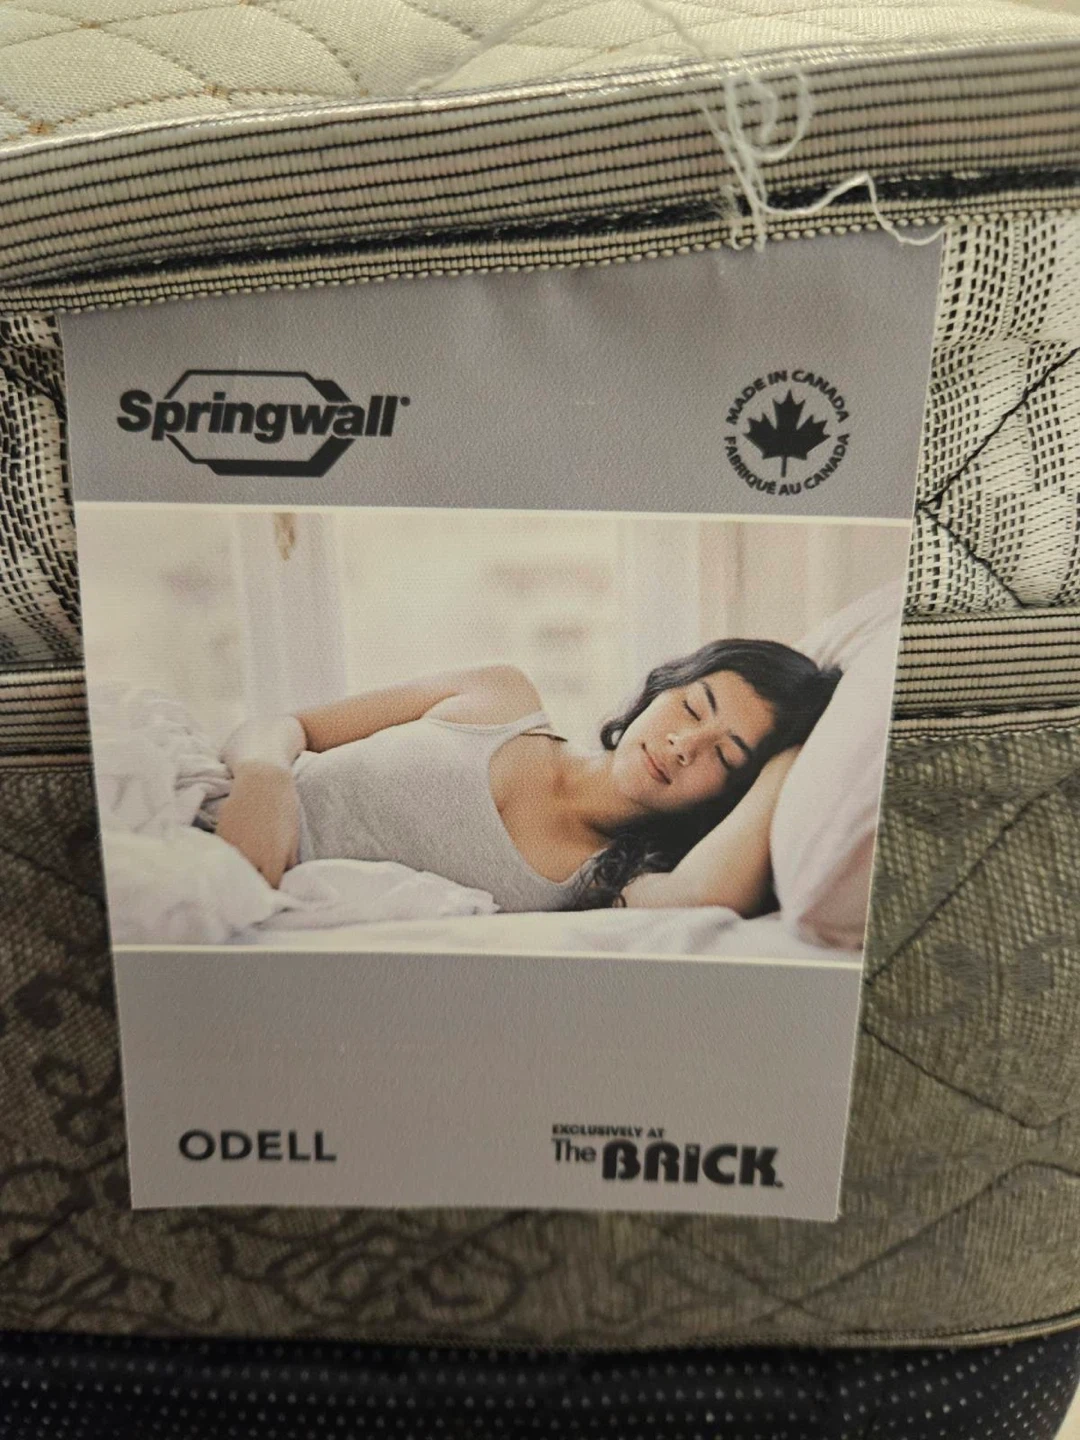 Springwall®
MADE IN CANADA
FABRIQUÉ AU CANADA
ODELL
EXCLUSIVELY AT
The BRICK